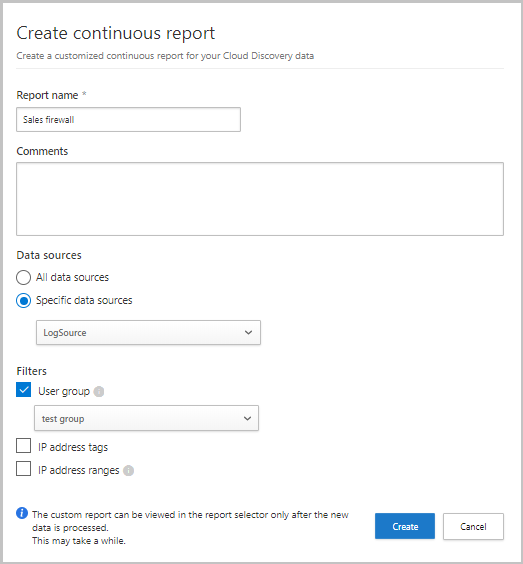 Create continuous report
Create a customized continuous report for your Cloud Discovery data
Report name *
Sales firewall
Comments
Data sources
All data sources
Specific data sources
LogSource
Filters
User group
test group
IP address tags
IP address ranges
The custom report can be viewed in the report selector only after the new
data is processed.
This may take a while.
Create
Cancel